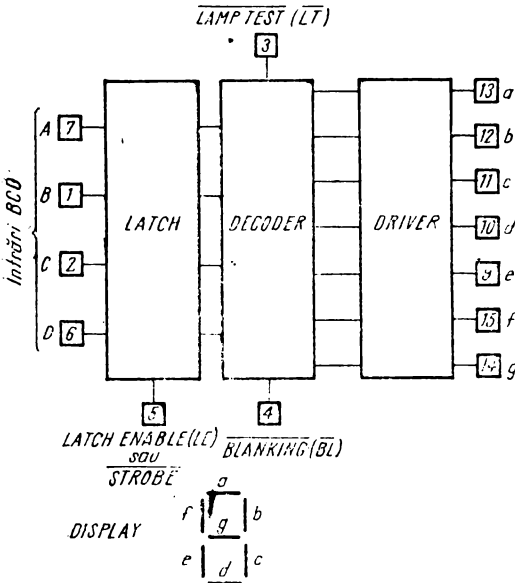 LAMP TEST (LT)
3
13 a
A 7
12 b
B 1
11 c
Intrări BCD
LATCH
DECODER
DRIVER
10 d
C 2
9 e
D 6
15 f
14 g
5
4
LATCH ENABLE(LE)
sau
STROBE
BLANKING(BL)
DISPLAY
a
f
g
b
e
d
c